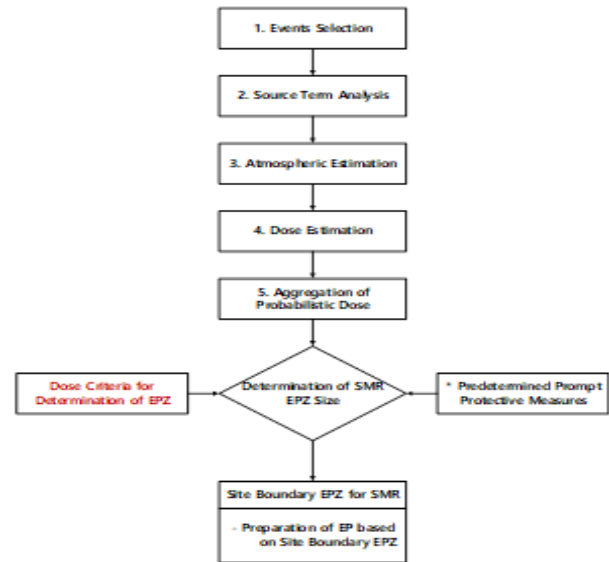 1. Events Selection
2. Source Term Analysis
3. Atmospheric Estimation
4. Dose Estimation
5. Aggregation of
Probabilistic Dose
Dose Criteria for
Determination of EPZ
Determination of SMR
EPZ Size
* Predetermined Prompt
Protective Measures
Site Boundary EPZ for SMR
- Preparation of EP based
on Site Boundary EPZ